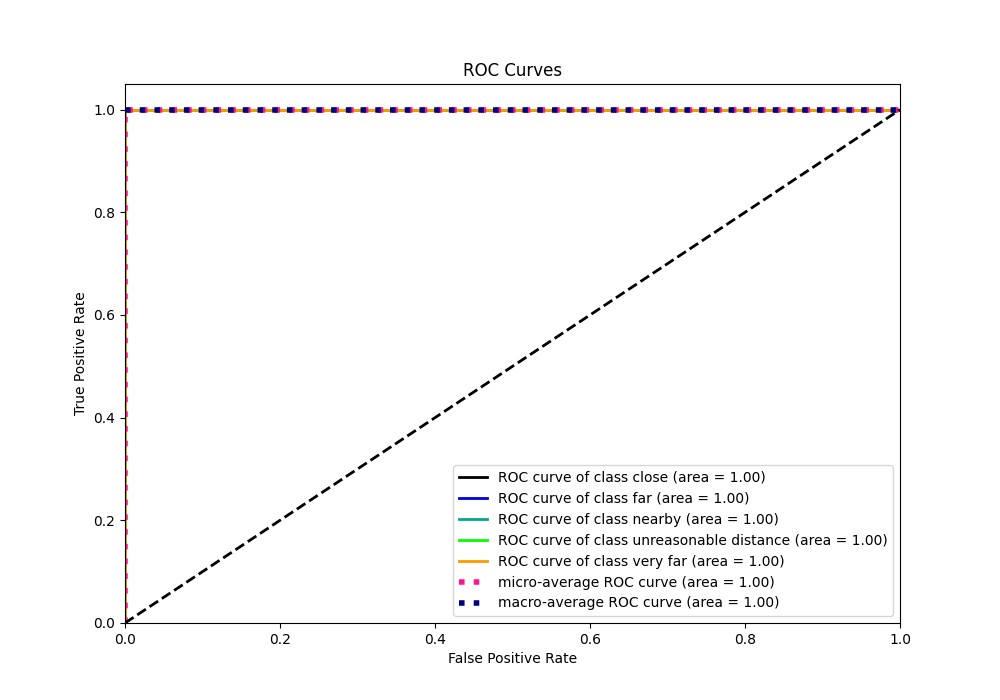 ROC Curves
1.0
0.8
0.6
0.4
0.2
0.0
True Positive Rate
ROC curve of class close (area = 1.00)
ROC curve of class far (area = 1.00)
ROC curve of class nearby (area = 1.00)
ROC curve of class unreasonable distance (area = 1.00)
ROC curve of class very far (area = 1.00)
micro-average ROC curve (area = 1.00)
macro-average ROC curve (area = 1.00)
0.0 0.2 0.4 0.6 0.8 1.0
False Positive Rate